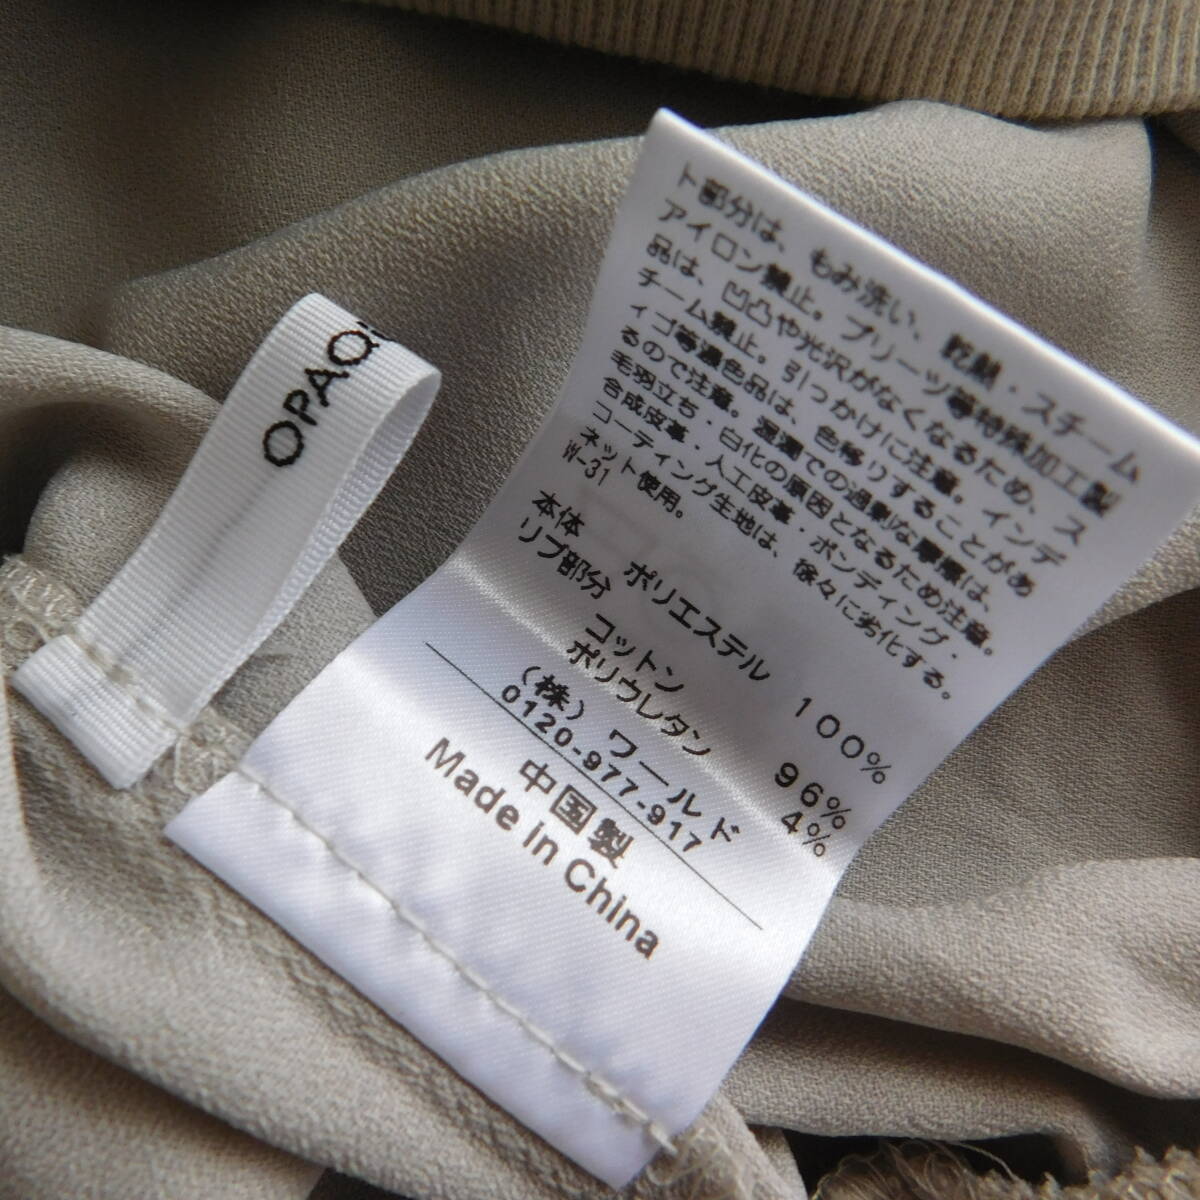 OPAQ
ト部分は、もみ洗い、乾燥・スチーム
アイロン禁止。プリーツ等特殊加工製
品は、凹凸や光沢がなくなるため、ス
チーム禁止。引っかけに注意。インデ
ィゴ等濃色品は、色移りすることがあ
るので注意。湿潤での過剰な摩擦は、
毛羽立ち・白化の原因となるため注意。
合成皮革・人工皮革・ボンディング・
コーティング生地は、徐々に劣化する。
ネット使用。
W-31
本体 ポリエステル 100%
リブ部分
コットン 96%
ポリウレタン 4%
(株)ワールド
0120-977-917
中国製
Made in China